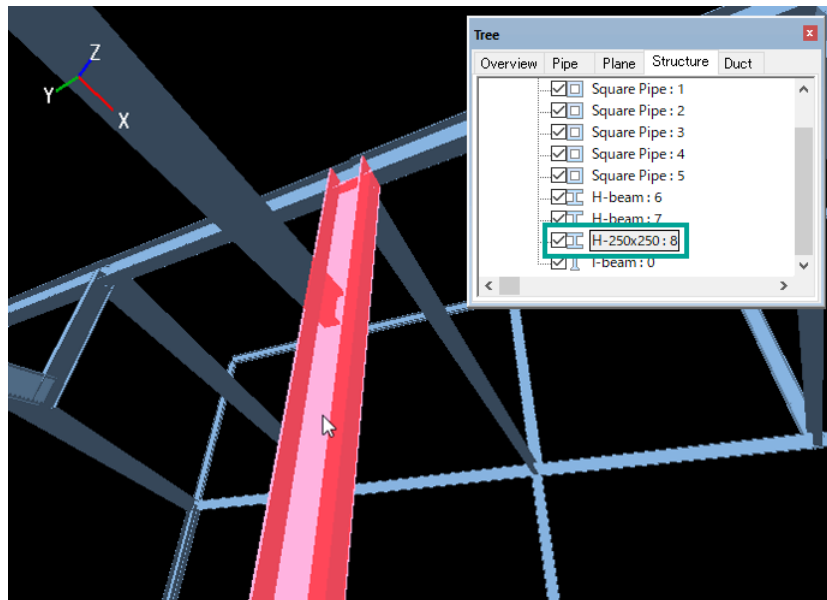 Z
Y
X
Tree
Overview Pipe Plane Structure Duct
Square Pipe : 1
Square Pipe : 2
Square Pipe : 3
Square Pipe : 4
Square Pipe : 5
H-beam : 6
H-beam : 7
H-250x250 : 8
I-beam : 0